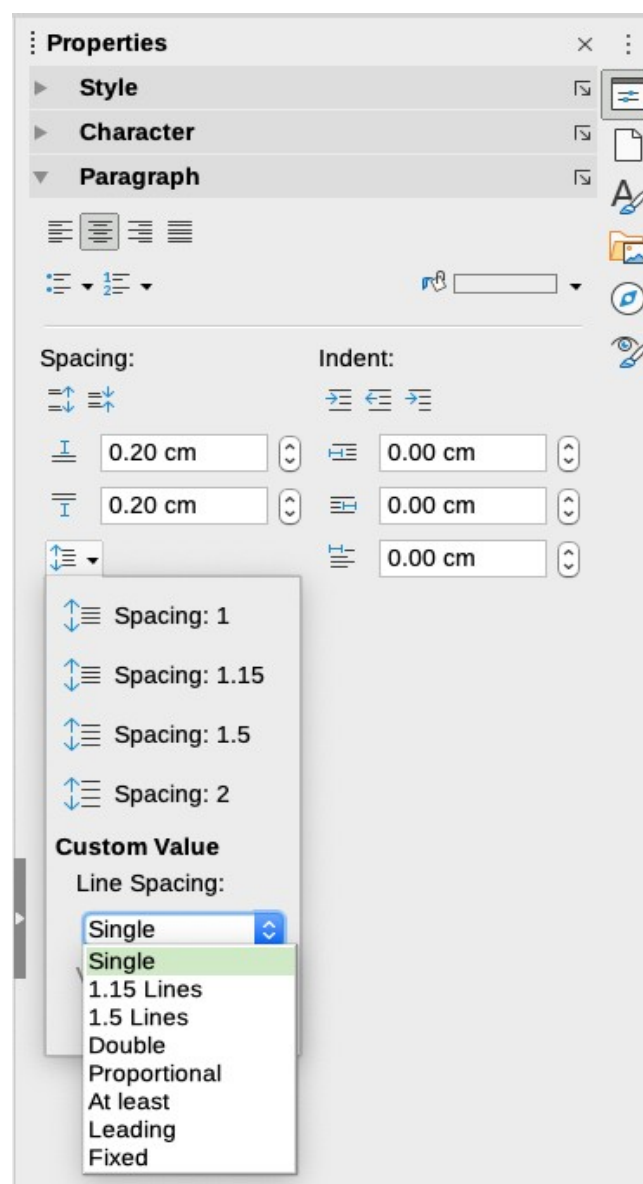 Properties
Style
Character
Paragraph
Spacing: Indent:
0.20 cm 0.00 cm
0.20 cm 0.00 cm
0.00 cm
Spacing: 1
Spacing: 1.15
Spacing: 1.5
Spacing: 2
Custom Value
Line Spacing:
Single
Single
1.15 Lines
1.5 Lines
Double
Proportional
At least
Leading
Fixed